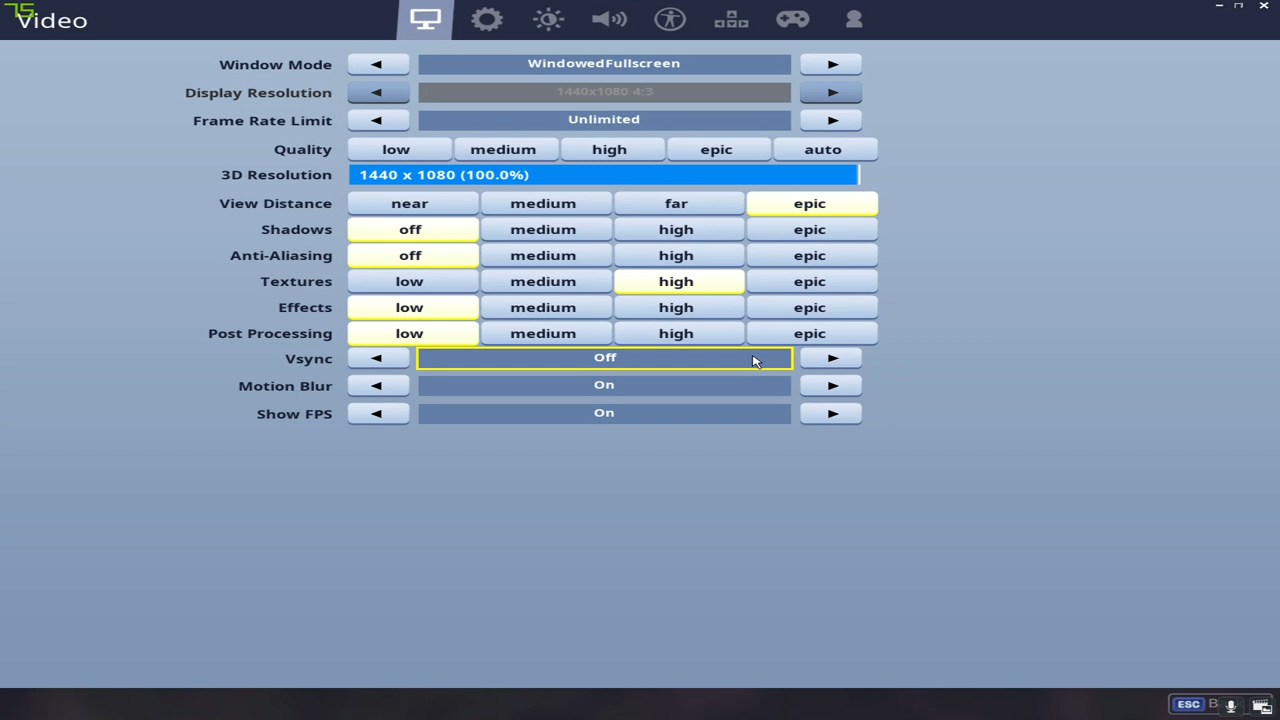 75
Video
Window Mode ◄ WindowedFullscreen ►
Display Resolution ◄ 1440x1080 4:3 ►
Frame Rate Limit ◄ Unlimited ►
Quality low medium high epic auto
3D Resolution 1440 x 1080 (100.0%)
View Distance near medium far epic
Shadows off medium high epic
Anti-Aliasing off medium high epic
Textures low medium high epic
Effects low medium high epic
Post Processing low medium high epic
Vsync ◄ Off ►
Motion Blur ◄ On ►
Show FPS ◄ On ►
ESC